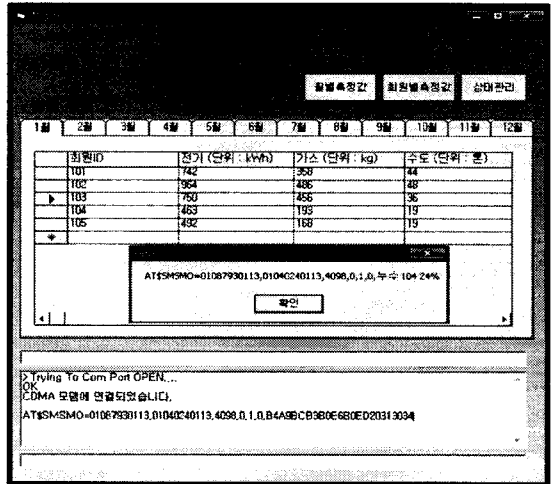 월별측정값 회원별측정값 상태관리
1월 2월 3월 4월 5월 6월 7월 8월 9월 10월 11월 12월
회원ID 전기 (단위 : kWh) 가스 (단위 : kg) 수도 (단위 : 톤)
101 742 358 44
102 964 486 48
103 750 456 36
104 463 193 19
105 492 168 19
AT$SMSMO=01087930113,01040240113,4098,0,1,0,누수 104 24%
확인
> Trying To Com Port OPEN....
OK
CDMA 모뎀에 연결되었습니다.
AT$SMSMO=01087930113,01040240113,4098,0,1,0,B4A9BCB3B0E6B0ED20313034